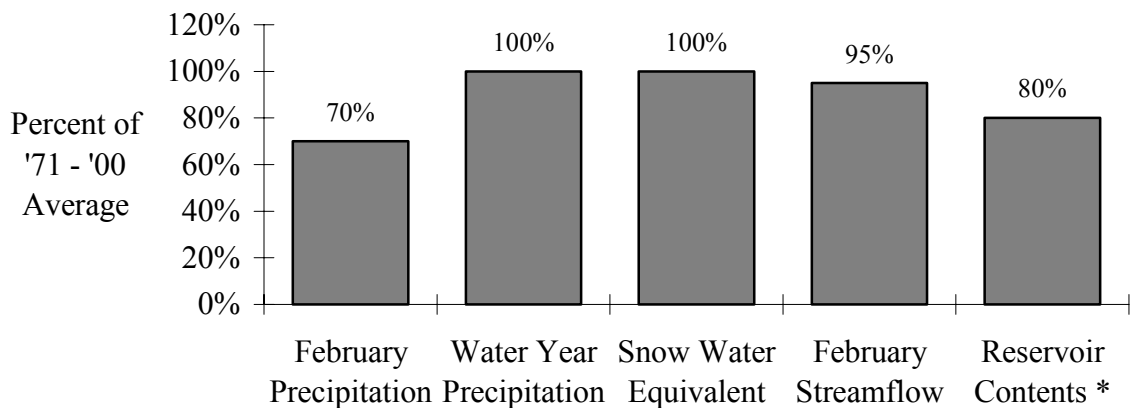 120%
100%
80%
60%
40%
20%
0%
Percent of
'71 - '00
Average
70%
100%
100%
95%
80%
February
Precipitation
Water Year
Precipitation
Snow Water
Equivalent
February
Streamflow
Reservoir
Contents *